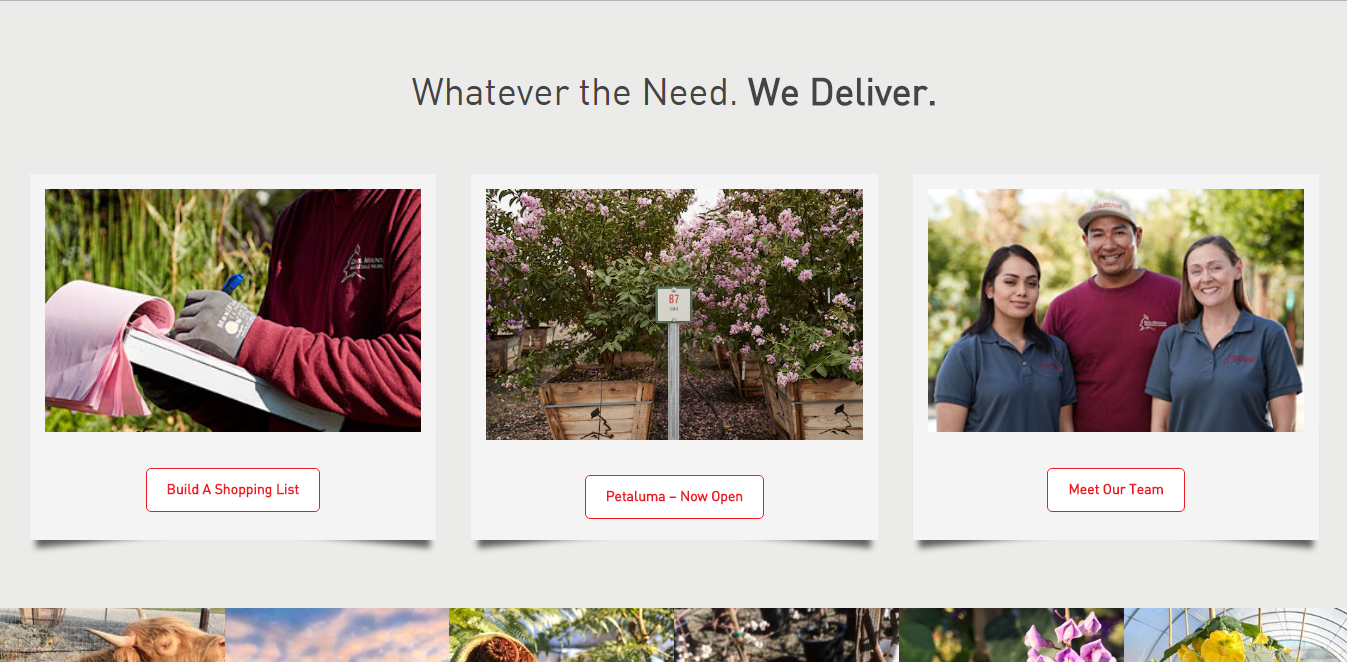 Whatever the Need. We Deliver.
B7
Build A Shopping List
Petaluma – Now Open
Meet Our Team